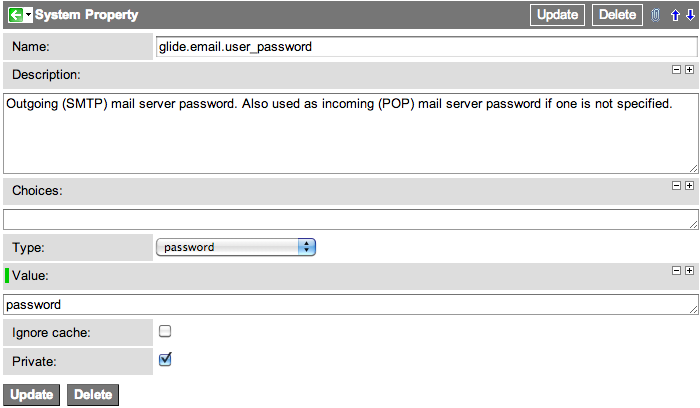 System Property Update Delete
Name: glide.email.user_password
Description:
Outgoing (SMTP) mail server password. Also used as incoming (POP) mail server password if one is not specified.
Choices:
Type: password
Value:
password
Ignore cache:
Private:
Update Delete